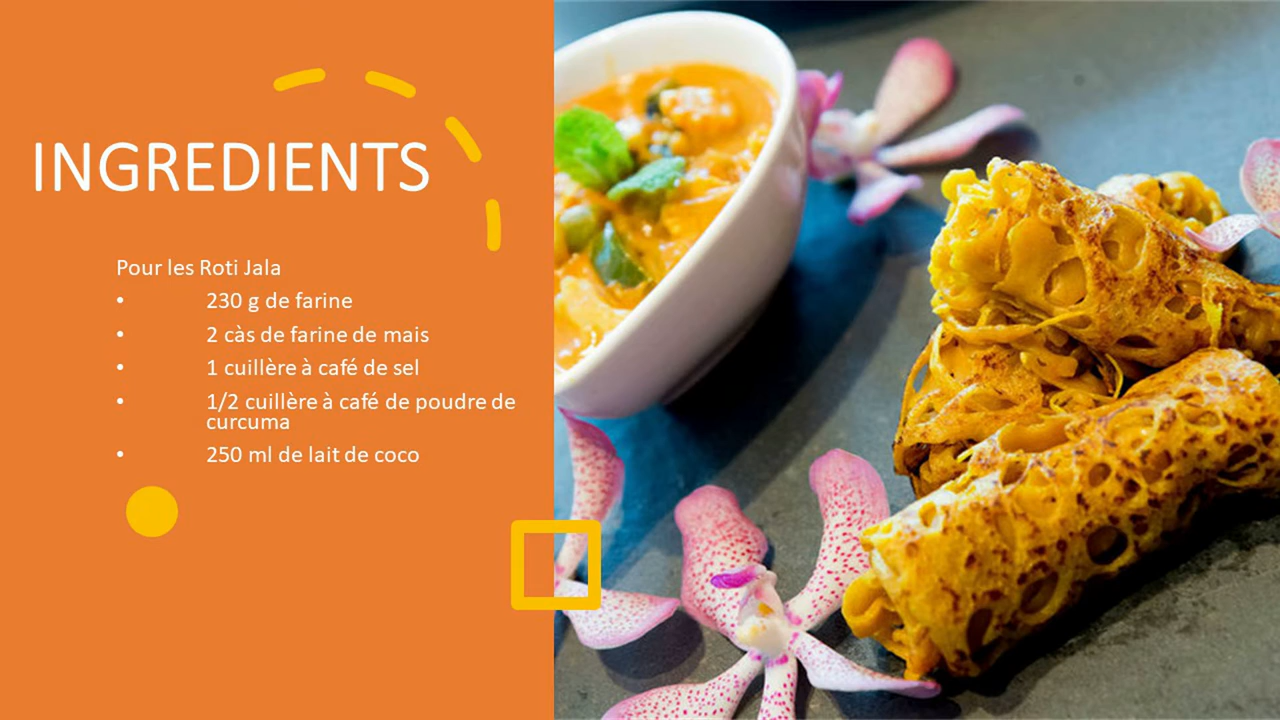 INGREDIENTS
Pour les Roti Jala
• 230 g de farine
• 2 càs de farine de mais
• 1 cuillère à café de sel
• 1/2 cuillère à café de poudre de
curcuma
• 250 ml de lait de coco